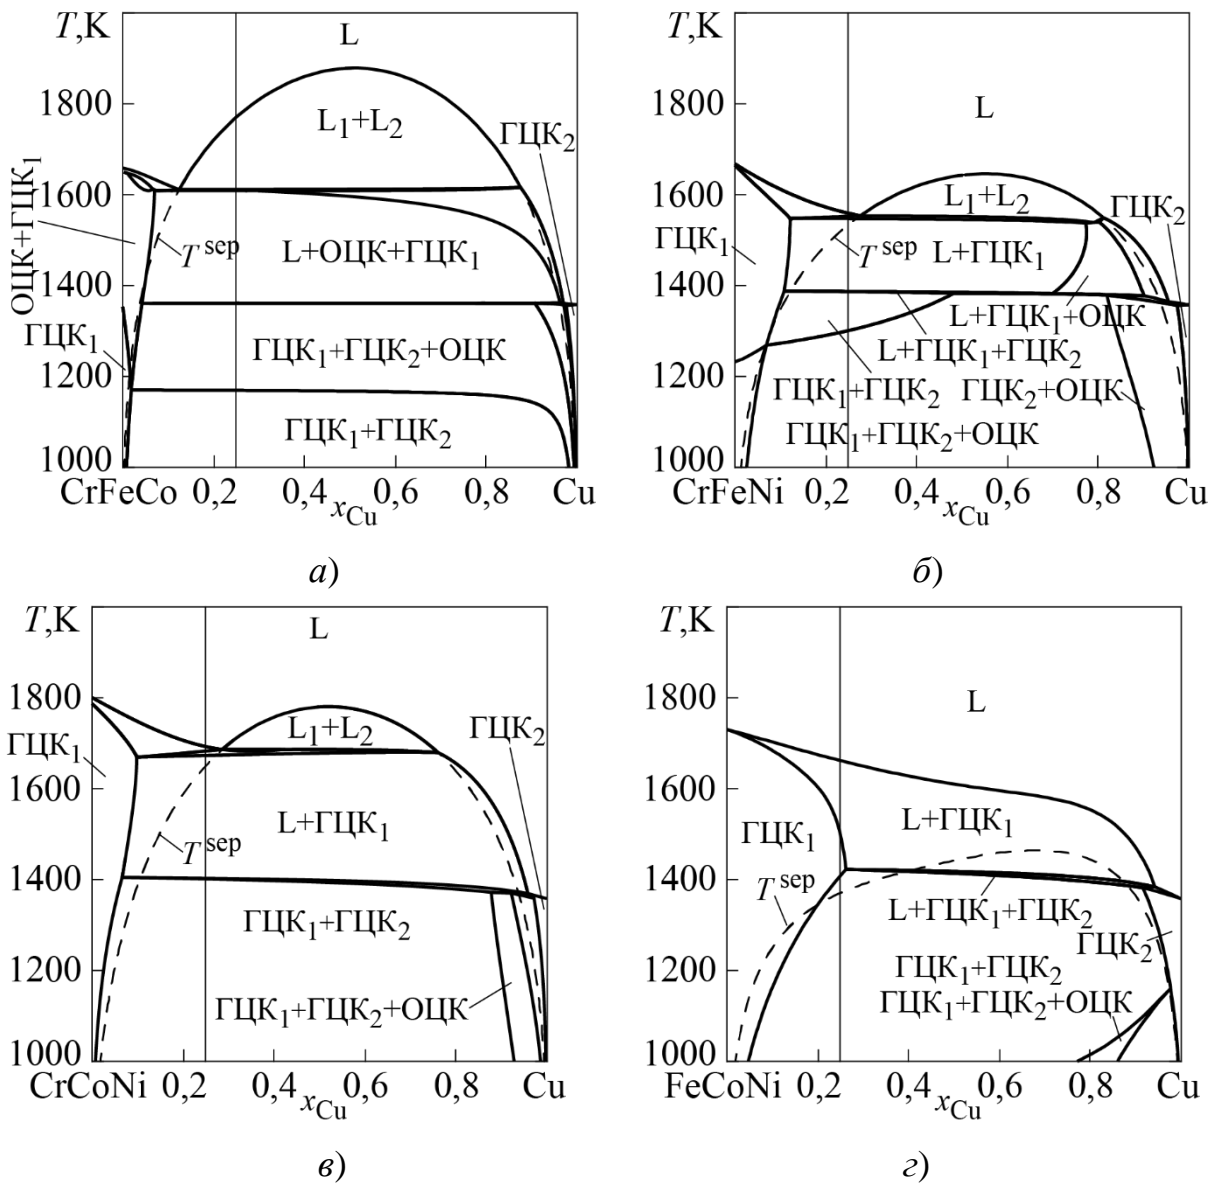 T,K
L
1800
L₁+L₂
ГЦК₂
1600
T sep
L+ОЦК+ГЦК₁
ОЦК+ГЦК₁
1400
ГЦК₁
ГЦК₁+ГЦК₂+ОЦК
1200
ГЦК₁+ГЦК₂
1000
CrFeCo 0,2 0,4 0,6 0,8 Cu
xCu
а)
T,K
L
1800
1600
L₁+L₂
ГЦК₂
ГЦК₁
T sep
L+ГЦК₁
1400
L+ГЦК₁+ОЦК
L+ГЦК₁+ГЦК₂
1200
ГЦК₁+ГЦК₂ ГЦК₂+ОЦК
ГЦК₁+ГЦК₂+ОЦК
1000
CrFeNi 0,2 0,4 0,6 0,8 Cu
xCu
б)
T,K
L
1800
L₁+L₂
ГЦК₂
ГЦК₁
1600
L+ГЦК₁
T sep
1400
ГЦК₁+ГЦК₂
1200
ГЦК₁+ГЦК₂+ОЦК
1000
CrCoNi 0,2 0,4 0,6 0,8 Cu
xCu
в)
T,K
L
1800
1600
ГЦК₁
L+ГЦК₁
1400
T sep
L+ГЦК₁+ГЦК₂
ГЦК₂
1200
ГЦК₁+ГЦК₂
ГЦК₁+ГЦК₂+ОЦК
1000
FeCoNi 0,2 0,4 0,6 0,8 Cu
xCu
г)